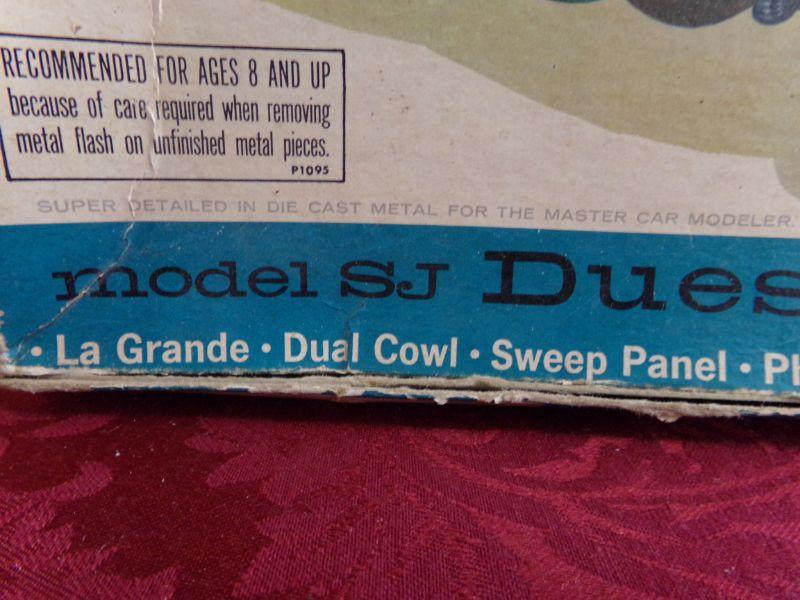 RECOMMENDED FOR AGES 8 AND UP
because of care required when removing
metal flash on unfinished metal pieces.
P1095
SUPER DETAILED IN DIE CAST METAL FOR THE MASTER CAR MODELER.
model SJ Dues
• La Grande • Dual Cowl • Sweep Panel • Ph